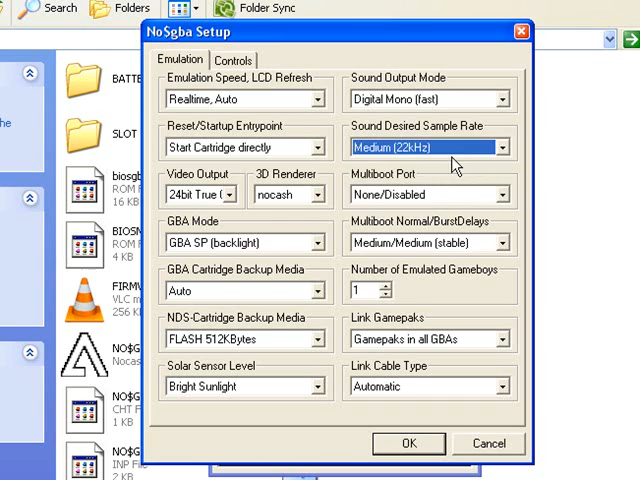 Search
Folders
Folder Sync
No$gba Setup
Emulation
Controls
Emulation Speed, LCD Refresh
Realtime, Auto
Sound Output Mode
Digital Mono (fast)
Reset/Startup Entrypoint
Start Cartridge directly
Sound Desired Sample Rate
Medium (22kHz)
Video Output
24bit True (
3D Renderer
nocash
Multiboot Port
None/Disabled
GBA Mode
GBA SP (backlight)
Multiboot Normal/BurstDelays
Medium/Medium (stable)
GBA Cartridge Backup Media
Auto
Number of Emulated Gameboys
1
NDS-Cartridge Backup Media
FLASH 512KBytes
Link Gamepaks
Gamepaks in all GBAs
Solar Sensor Level
Bright Sunlight
Link Cable Type
Automatic
OK
Cancel
the
BATTE
SLOT
biosg
ROM F
16 KB
BIOSN
ROM F
4 KB
FIRMV
VLC m
256 K
NO$G
Nocas
NO$G
CHT F
1 KB
NO$G
INP File
2 KB